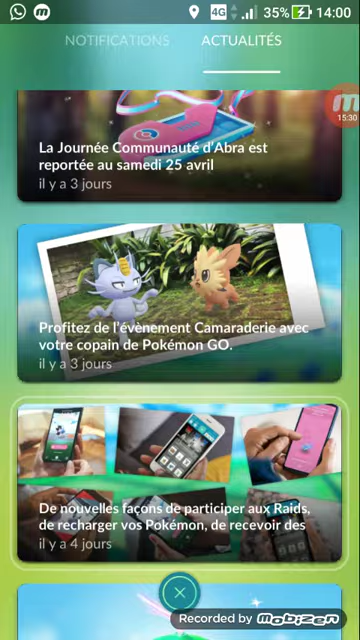 4G 35% 14:00
NOTIFICATIONS ACTUALITÉS
15:30
La Journée Communauté d'Abra est
reportée au samedi 25 avril
il y a 3 jours
Profitez de l'évènement Camaraderie avec
votre copain de Pokémon GO.
il y a 3 jours
De nouvelles façons de participer aux Raids,
de recharger vos Pokémon, de recevoir des
il y a 4 jours
Recorded by mobizen